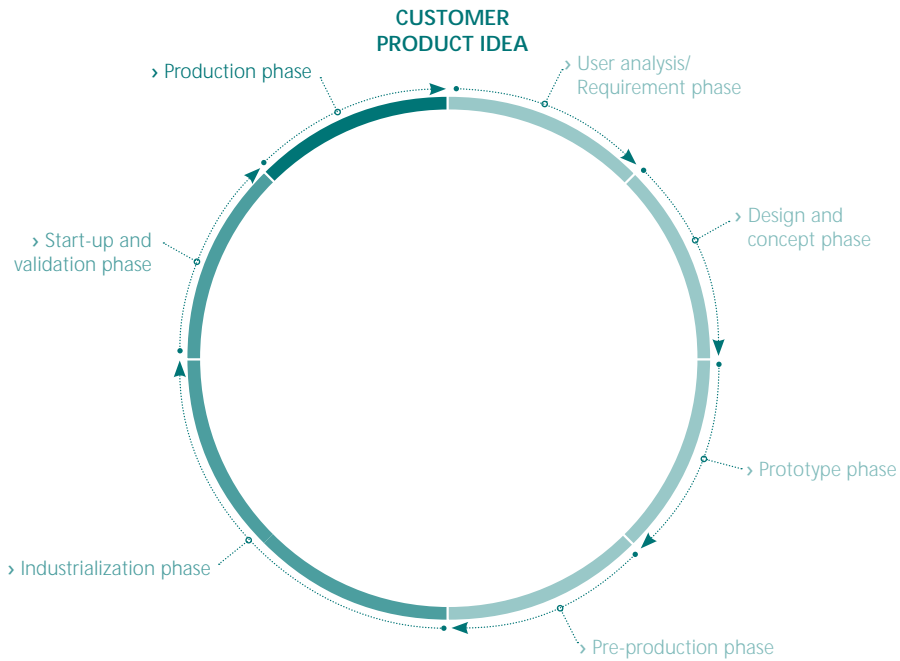 CUSTOMER
PRODUCT IDEA
› User analysis/
Requirement phase
› Design and
concept phase
› Prototype phase
› Pre-production phase
› Industrialization phase
› Start-up and
validation phase
› Production phase